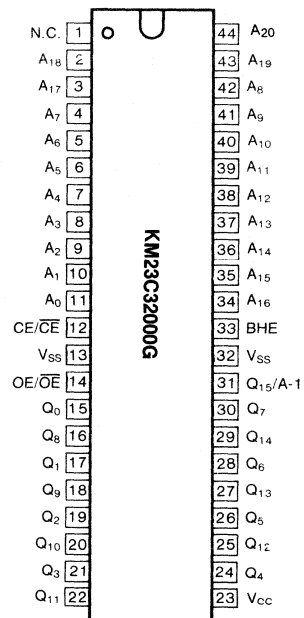 N.C. 1 44 A20
A18 2 43 A19
A17 3 42 A8
A7 4 41 A9
A6 5 40 A10
A5 6 39 A11
A4 7 38 A12
A3 8 37 A13
A2 9 36 A14
A1 10 35 A15
A0 11 34 A16
CE/C̅E̅ 12 33 BHE
VSS 13 32 VSS
OE/O̅E̅ 14 31 Q15/A-1
Q0 15 30 Q7
Q8 16 29 Q14
Q1 17 28 Q6
Q9 18 27 Q13
Q2 19 26 Q5
Q10 20 25 Q12
Q3 21 24 Q4
Q11 22 23 VCC
KM23C32000G